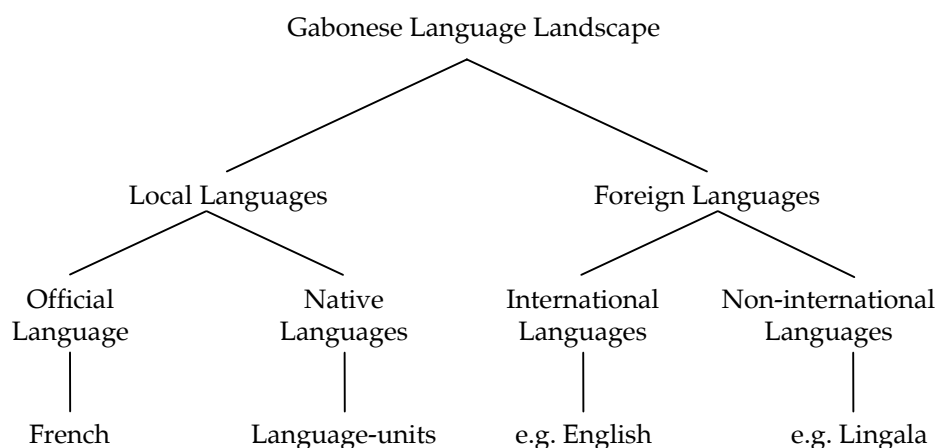 Gabonese Language Landscape
Local Languages
Foreign Languages
Official
Language
Native
Languages
International
Languages
Non-international
Languages
French
Language-units
e.g. English
e.g. Lingala